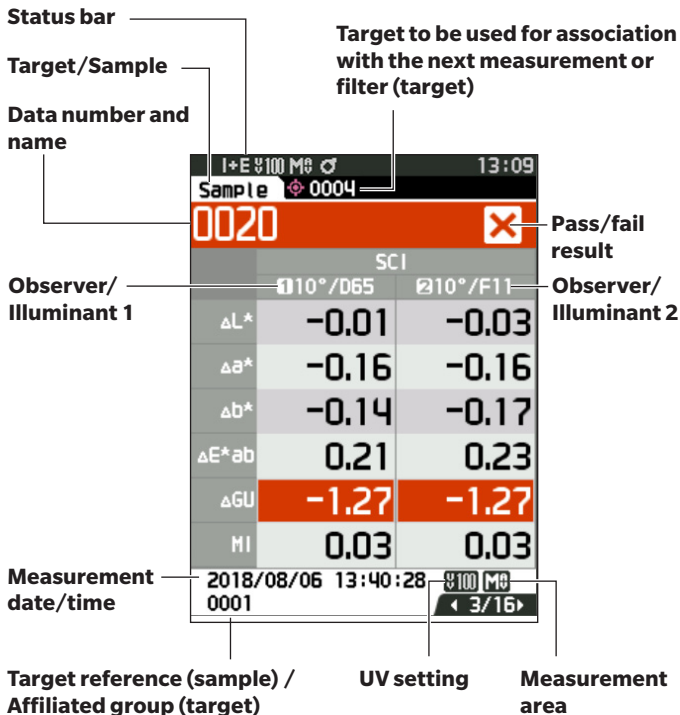 Status bar
Target to be used for association
with the next measurement or
filter (target)
Target/Sample
Data number and
name
I+E 100 M 13:09
Sample 0004
0020
Pass/fail
result
SCI
Observer/
Illuminant 1
1 10°/D65 2 10°/F11
Observer/
Illuminant 2
ΔL* -0.01 -0.03
Δa* -0.16 -0.16
Δb* -0.14 -0.17
ΔE*ab 0.21 0.23
ΔGU -1.27 -1.27
MI 0.03 0.03
Measurement
date/time
2018/08/06 13:40:28 100 M
0001 3/16
Target reference (sample) /
Affiliated group (target)
UV setting
Measurement
area